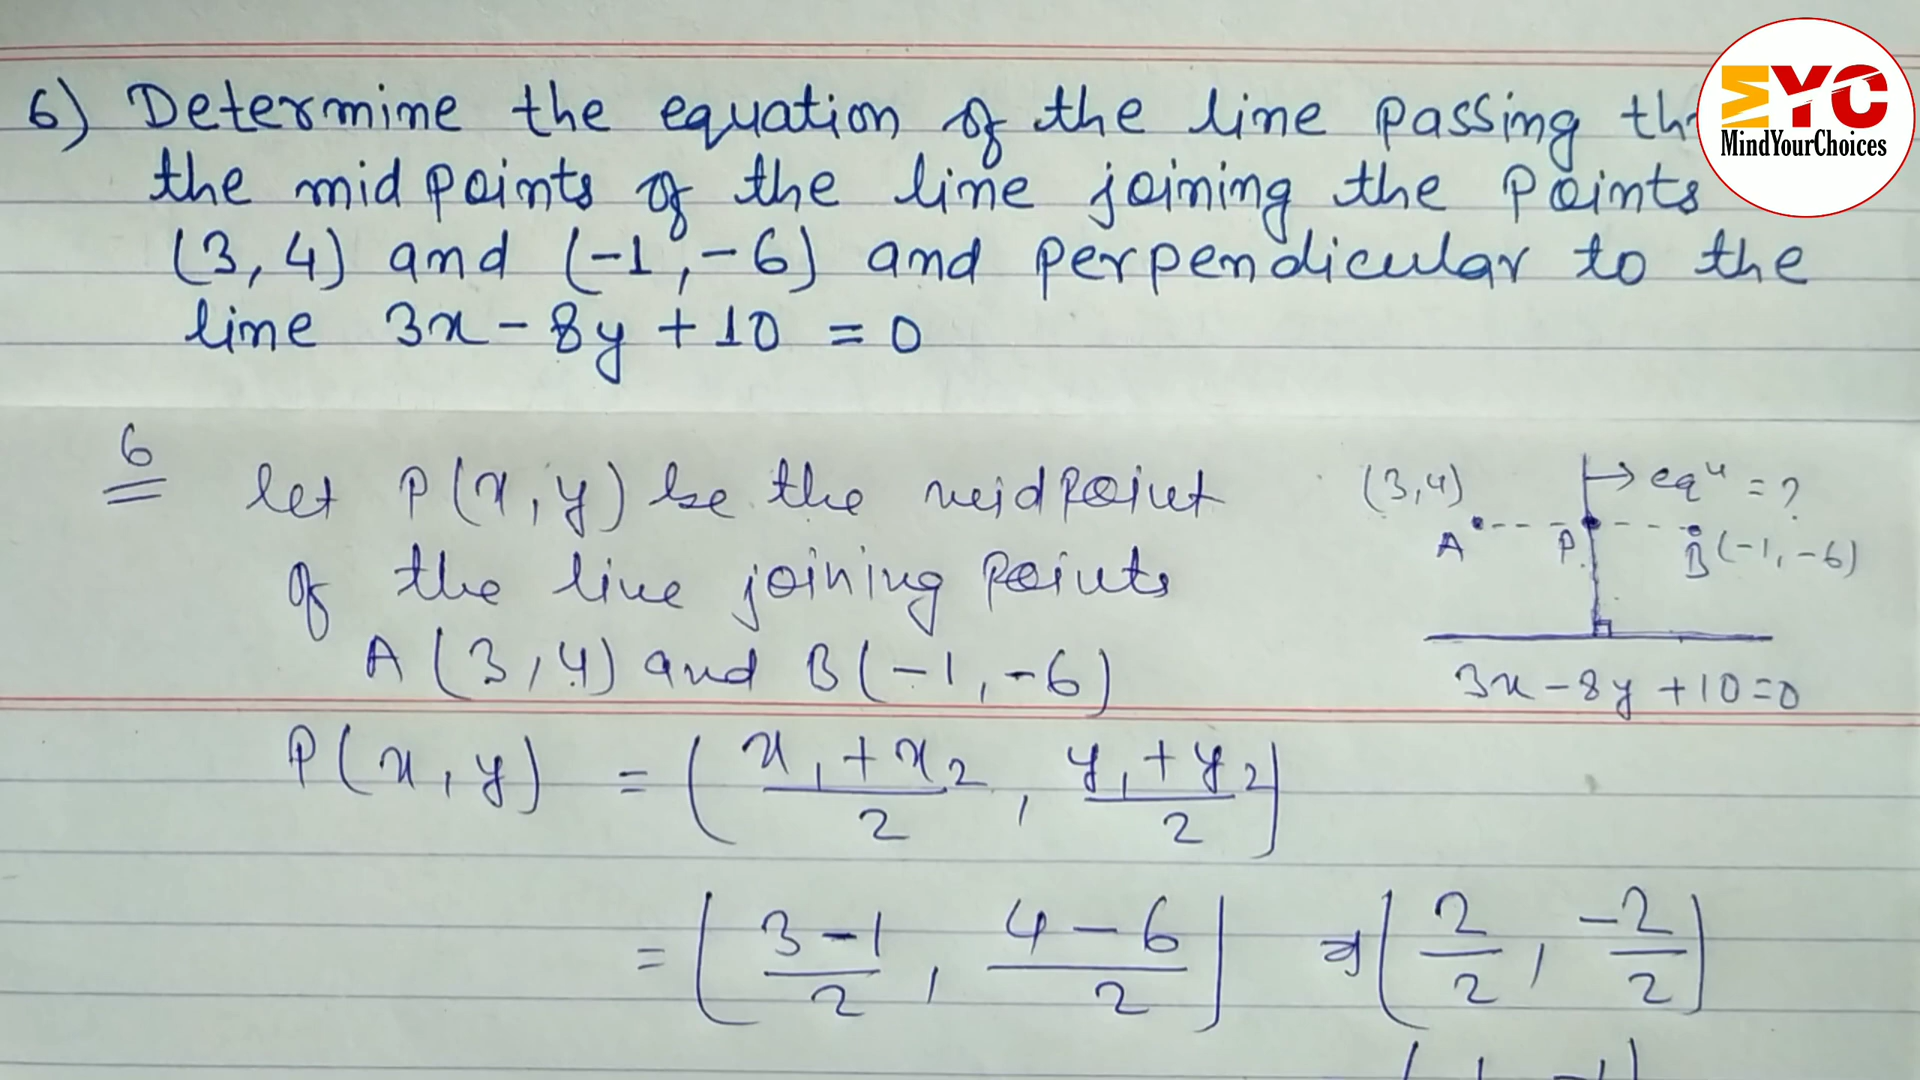 MYC
MindYourChoices
6) Determine the equation of the line passing
the mid points of the line joining the points
(3, 4) and (-1, -6) and perpendicular to the
line 3x - 8y + 10 = 0
6 let P(x, y) be the midpoint
of the line joining points
A(3, 4) and B(-1, -6)
(3, 4) → eqⁿ = ?
A P B(-1, -6)
3x - 8y + 10 = 0
P(x, y) = (x₁ + x₂ / 2 , y₁ + y₂ / 2)
= (3 - 1 / 2 , 4 - 6 / 2) ⇒ (2 / 2 , -2 / 2)